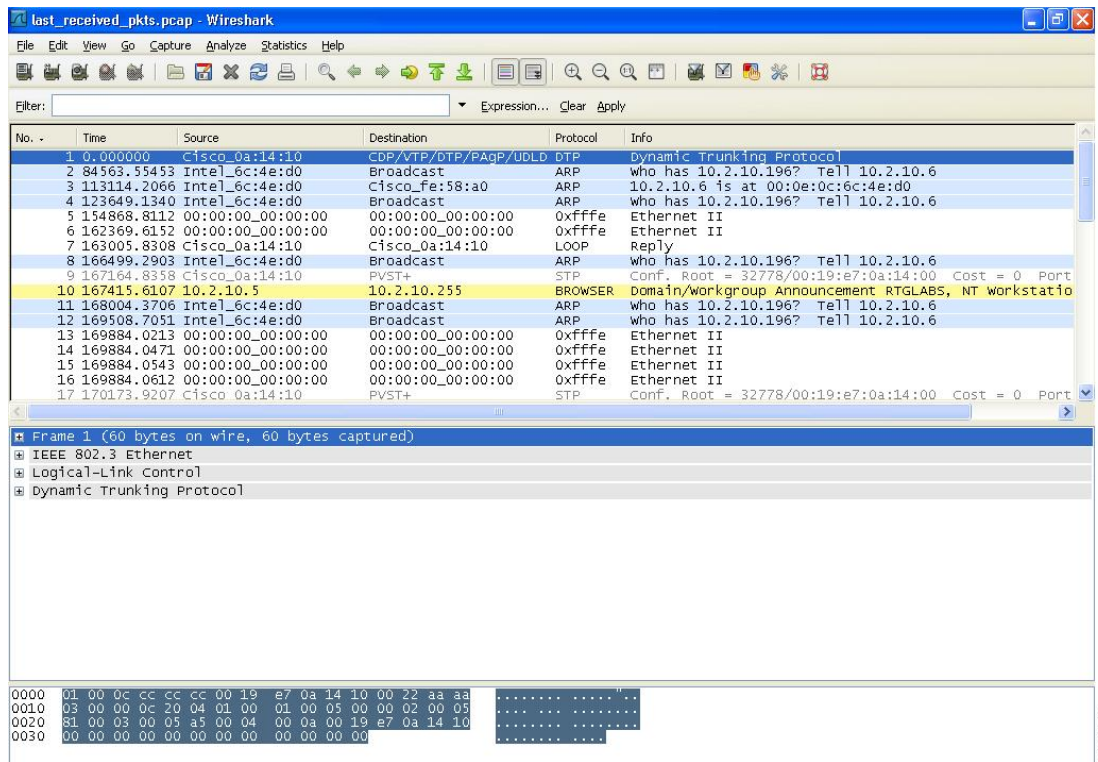 last_received_pkts.pcap - Wireshark
File Edit View Go Capture Analyze Statistics Help
Filter: Expression... Clear Apply
No. - Time Source Destination Protocol Info
1 0.000000 Cisco_0a:14:10 CDP/VTP/DTP/PAgP/UDLD DTP Dynamic Trunking Protocol
2 84563.55453 Intel_6c:4e:d0 Broadcast ARP who has 10.2.10.196? Tell 10.2.10.6
3 113114.2066 Intel_6c:4e:d0 Cisco_fe:58:a0 ARP 10.2.10.6 is at 00:0e:0c:6c:4e:d0
4 123649.1340 Intel_6c:4e:d0 Broadcast ARP who has 10.2.10.196? Tell 10.2.10.6
5 154868.8112 00:00:00_00:00:00 00:00:00_00:00:00 0xfffe Ethernet II
6 162369.6152 00:00:00_00:00:00 00:00:00_00:00:00 0xfffe Ethernet II
7 163005.8308 Cisco_0a:14:10 Cisco_0a:14:10 LOOP Reply
8 166499.2903 Intel_6c:4e:d0 Broadcast ARP who has 10.2.10.196? Tell 10.2.10.6
9 167164.8358 Cisco_0a:14:10 PVST+ STP Conf. Root = 32778/00:19:e7:0a:14:00 Cost = 0 Port
10 167415.6107 10.2.10.5 10.2.10.255 BROWSER Domain/Workgroup Announcement RTGLABS, NT Workstatio
11 168004.3706 Intel_6c:4e:d0 Broadcast ARP who has 10.2.10.196? Tell 10.2.10.6
12 169508.7051 Intel_6c:4e:d0 Broadcast ARP who has 10.2.10.196? Tell 10.2.10.6
13 169884.0213 00:00:00_00:00:00 00:00:00_00:00:00 0xfffe Ethernet II
14 169884.0471 00:00:00_00:00:00 00:00:00_00:00:00 0xfffe Ethernet II
15 169884.0543 00:00:00_00:00:00 00:00:00_00:00:00 0xfffe Ethernet II
16 169884.0612 00:00:00_00:00:00 00:00:00_00:00:00 0xfffe Ethernet II
17 170173.9207 Cisco_0a:14:10 PVST+ STP Conf. Root = 32778/00:19:e7:0a:14:00 Cost = 0 Port
Frame 1 (60 bytes on wire, 60 bytes captured)
IEEE 802.3 Ethernet
Logical-Link Control
Dynamic Trunking Protocol
0000 01 00 0c cc cc cc 00 19 e7 0a 14 10 00 22 aa aa ........ ....."..
0010 03 00 00 0c 20 04 01 00 01 00 05 00 00 02 00 05 .... ... ........
0020 81 00 03 00 05 a5 00 04 00 0a 00 19 e7 0a 14 10 ........ ........
0030 00 00 00 00 00 00 00 00 00 00 00 00 ........ ....